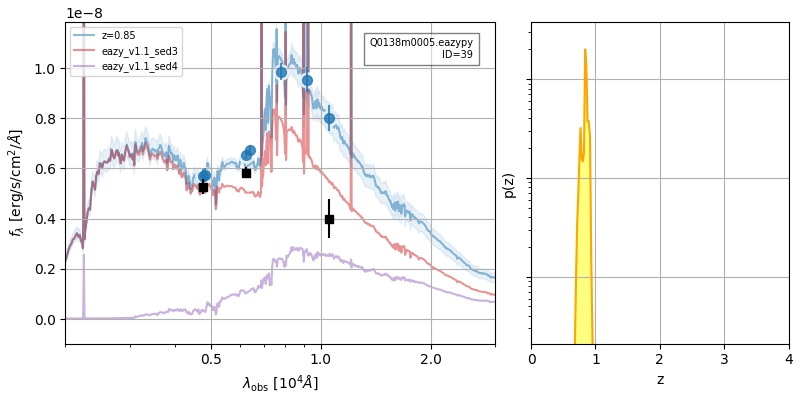 1e−8
z=0.85
eazy_v1.1_sed3
eazy_v1.1_sed4
Q0138m0005.eazypy
ID=39
f_λ [erg/s/cm²/Å]
1.0
0.8
0.6
0.4
0.2
0.0
0.5
1.0
2.0
λ_obs [10⁴Å]
p(z)
0
1
2
3
4
z